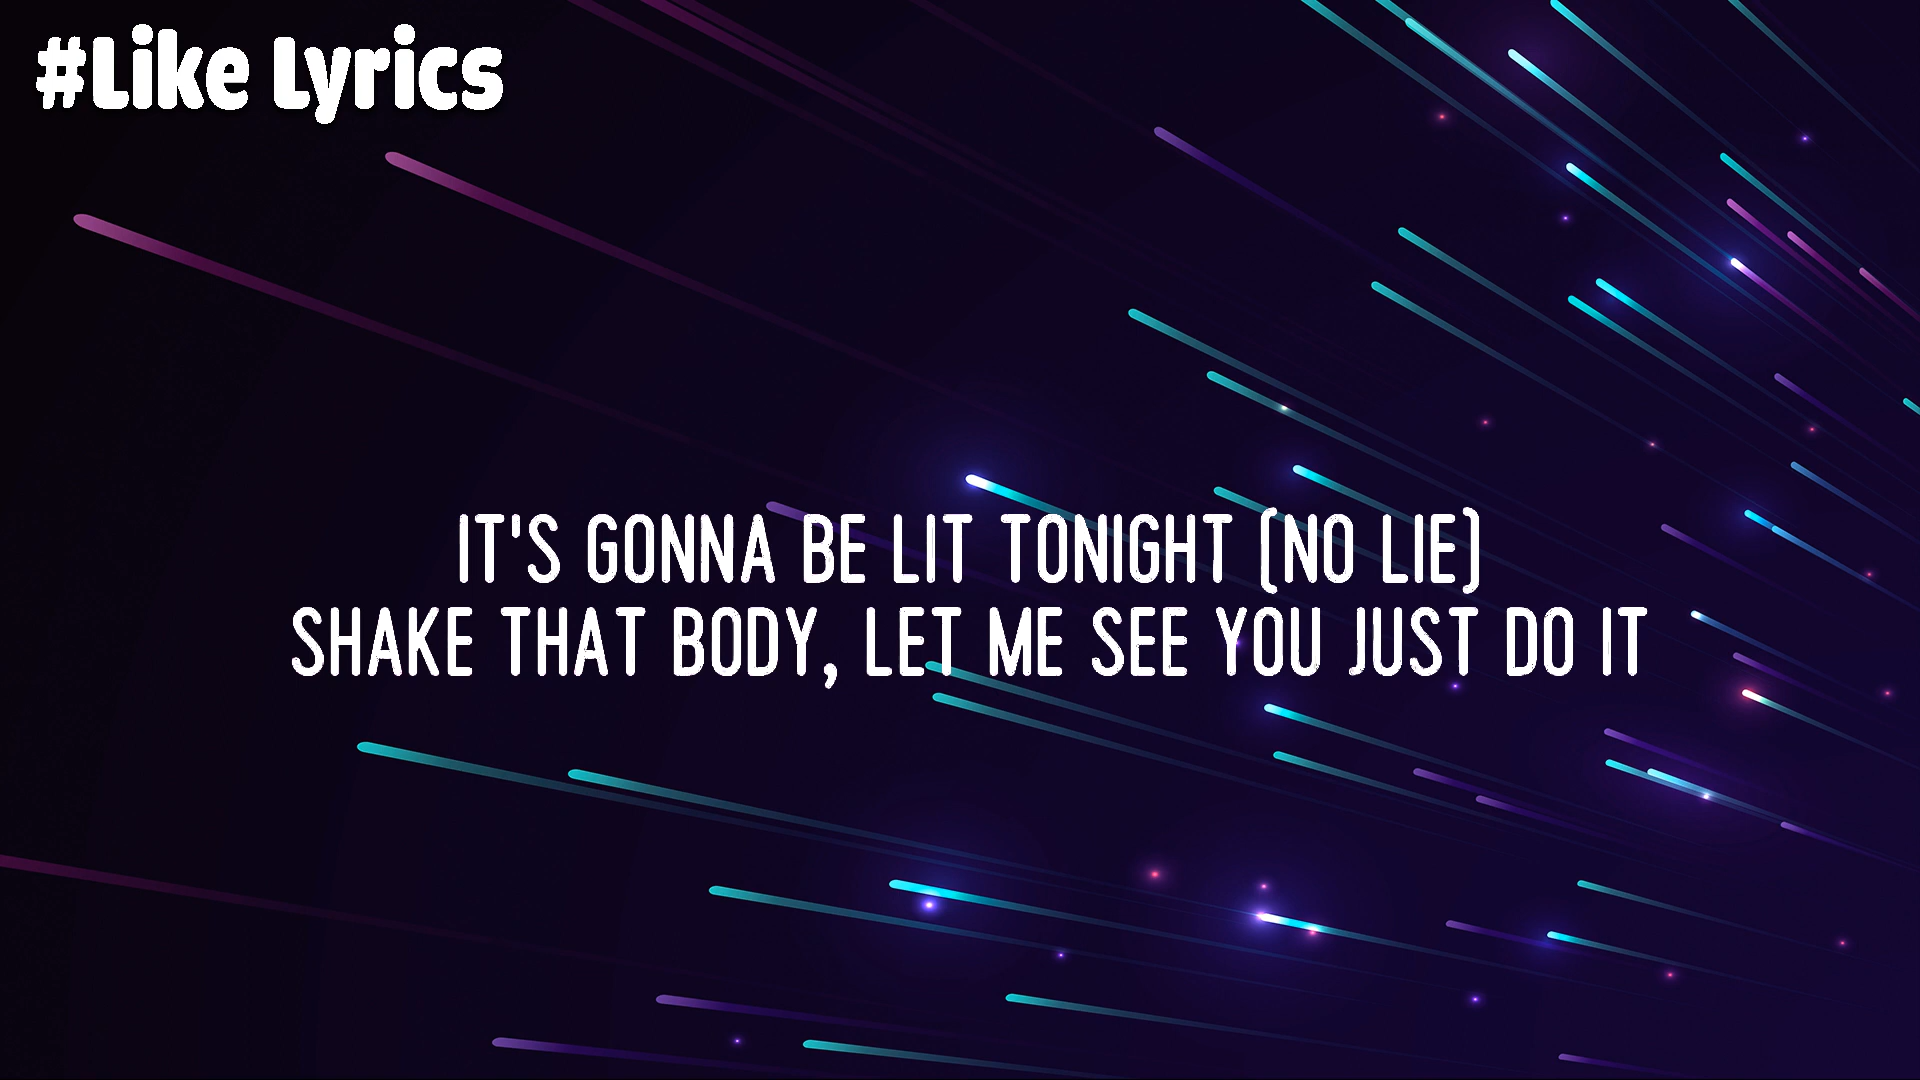 #Like Lyrics
IT'S GONNA BE LIT TONIGHT (NO LIE)
SHAKE THAT BODY, LET ME SEE YOU JUST DO IT